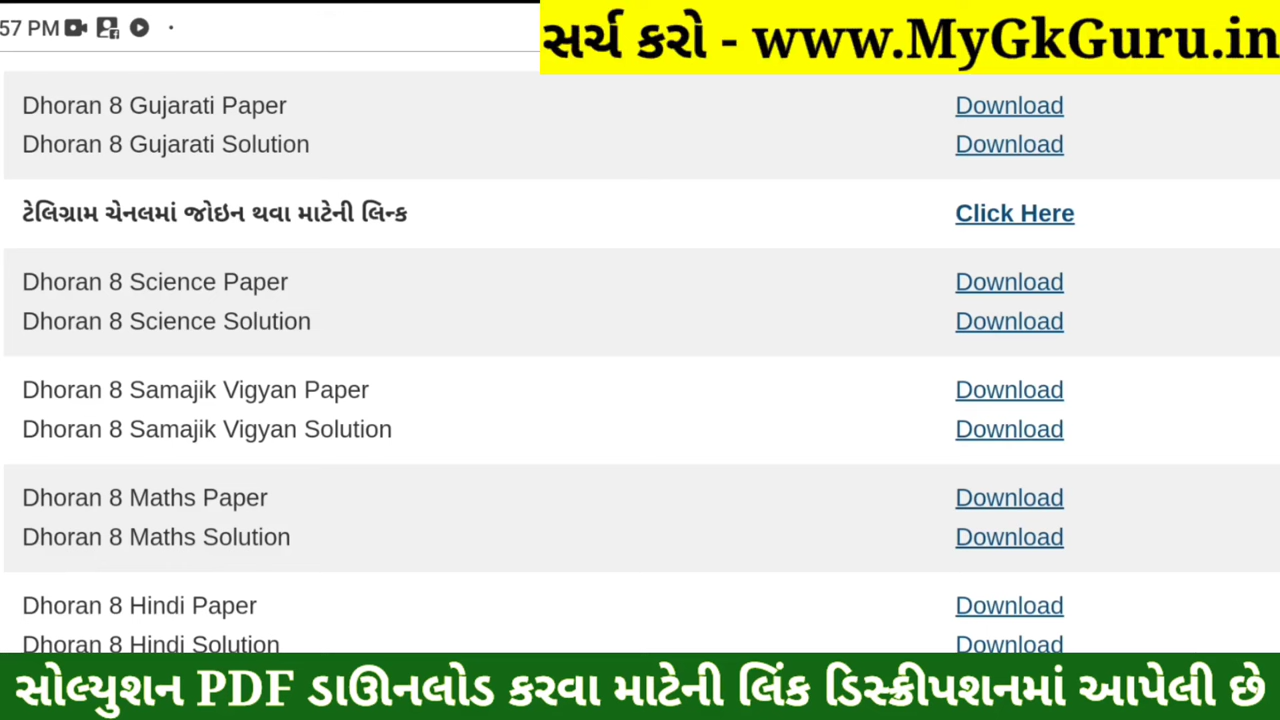 57 PM
સર્ચ કરો - www.MyGkGuru.in
Dhoran 8 Gujarati Paper Download
Dhoran 8 Gujarati Solution Download
ટેલિગ્રામ ચેનલમાં જોઇન થવા માટેની લિન્ક Click Here
Dhoran 8 Science Paper Download
Dhoran 8 Science Solution Download
Dhoran 8 Samajik Vigyan Paper Download
Dhoran 8 Samajik Vigyan Solution Download
Dhoran 8 Maths Paper Download
Dhoran 8 Maths Solution Download
Dhoran 8 Hindi Paper Download
Dhoran 8 Hindi Solution Download
સોલ્યુશન PDF ડાઊનલોડ કરવા માટેની લિંક ડિસ્ક્રીપશનમાં આપેલી છે